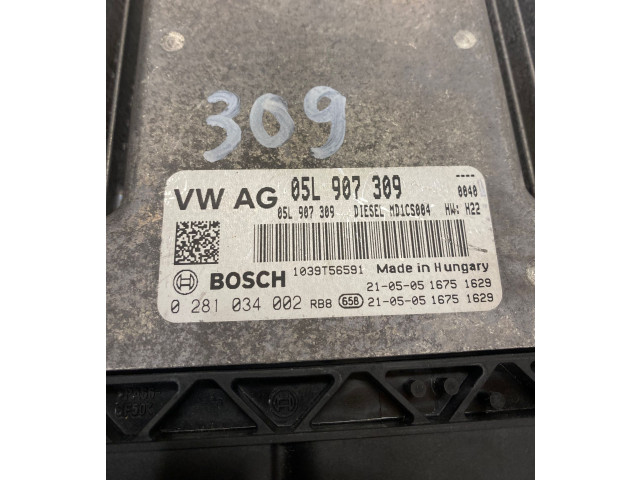 309
VW AG 05L 907 309 ----
05L 907 309 DIESEL MD1CS004 HW: H22 0040
BOSCH 1039T56591 Made in Hungary
21-05-05 1675 1629
0 281 034 002 RB8 65B 21-05-05 1675 1629